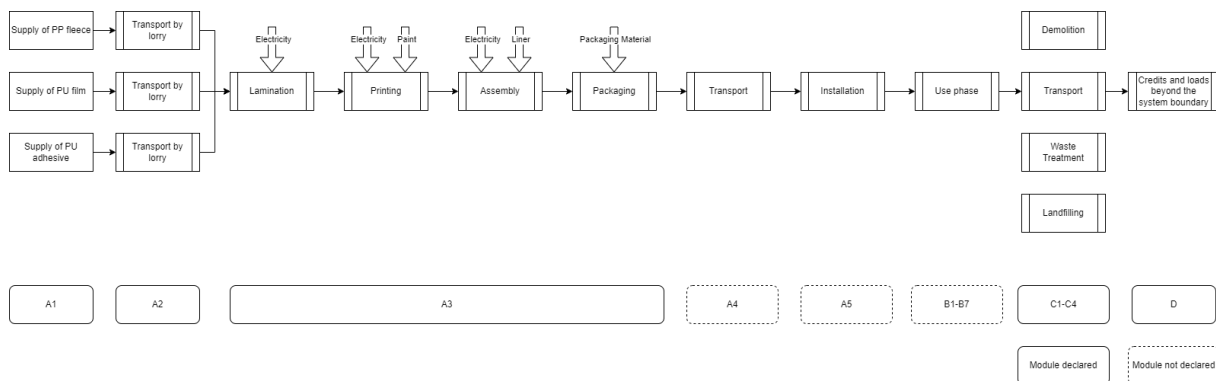 Supply of PP fleece
Transport by
lorry
Electricity
Electricity
Paint
Electricity
Liner
Packaging Material
Demolition
Supply of PU film
Transport by
lorry
Lamination
Printing
Assembly
Packaging
Transport
Installation
Use phase
Transport
Credits and loads
beyond the
system boundary
Supply of PU
adhesive
Transport by
lorry
Waste
Treatment
Landfilling
A1
A2
A3
A4
A5
B1-B7
C1-C4
D
Module declared
Module not declared